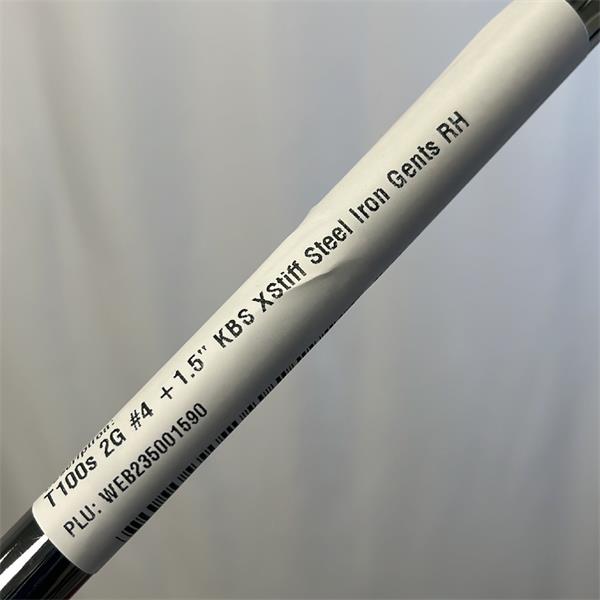 T100s 2G #4 +1.5" KBS XStiff Steel Iron Gents RH
PLU: WEB235001590